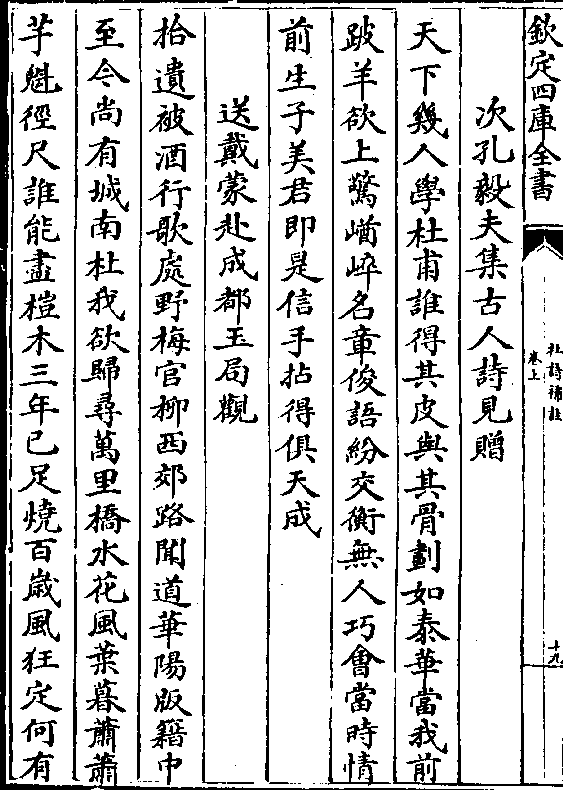 欽定四庫全書
杜詩補註
卷上
十九
次孔毅夫集古人詩見贈
天下幾人學杜甫誰得其皮與其骨劃如泰華當我前
跛羊欲上驚崷崒名章俊語紛交衡無人巧會當時情
前生子美君即是信手拈得俱天成
送戴蒙赴成都玉局觀
拾遺被酒行歌處野梅官柳西郊路聞道華陽版籍中
至今尚有城南杜我欲歸尋萬里橋水花風葉暮蕭蕭
芋魁徑尺誰能盡榿木三年已足燒百歲風狂定何有